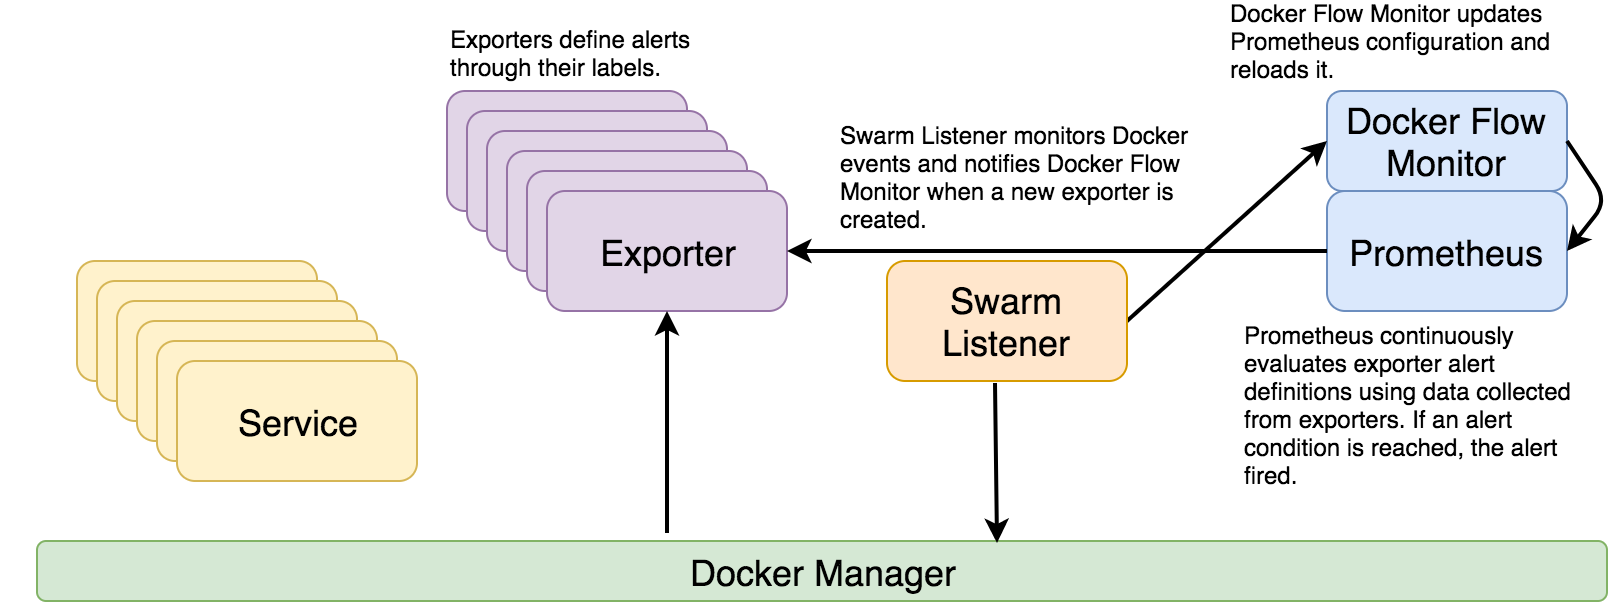 Exporters define alerts
through their labels.
Docker Flow Monitor updates
Prometheus configuration and
reloads it.
Swarm Listener monitors Docker
events and notifies Docker Flow
Monitor when a new exporter is
created.
Docker Flow
Monitor
Exporter
Prometheus
Swarm
Listener
Service
Prometheus continuously
evaluates exporter alert
definitions using data collected
from exporters. If an alert
condition is reached, the alert
fired.
Docker Manager